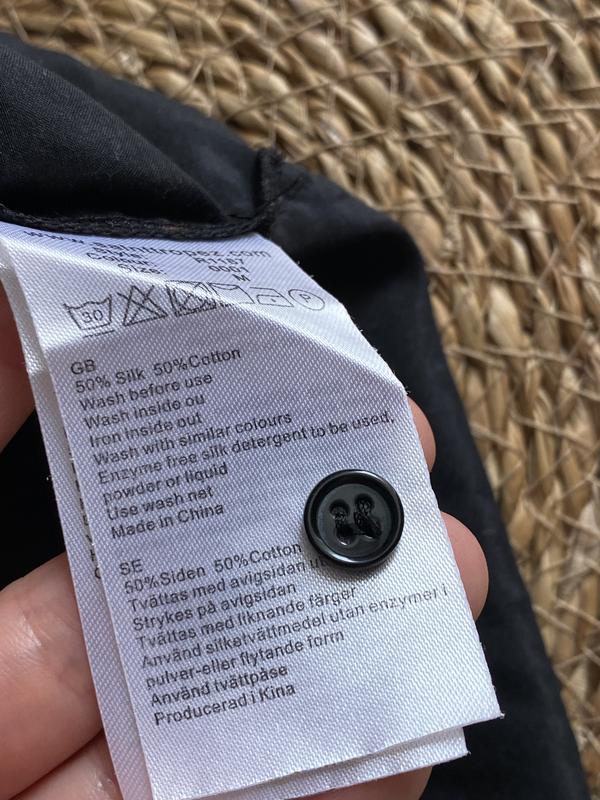 Size: M
0001
30
P
GB
50% Silk 50%Cotton
Wash before use
Wash inside ou
Iron inside out
Wash with similar colours
Enzyme free silk detergent to be used,
powder or liquid
Use wash net
Made in China
SE
50%Siden 50%Cotton
Tvättas med avigsidan
Strykes på avigsidan
Tvättas med liknande färger
Använd silketvättmedel utan enzymer i
pulver-eller flytande form
Använd tvättpåse
Producerad i Kina